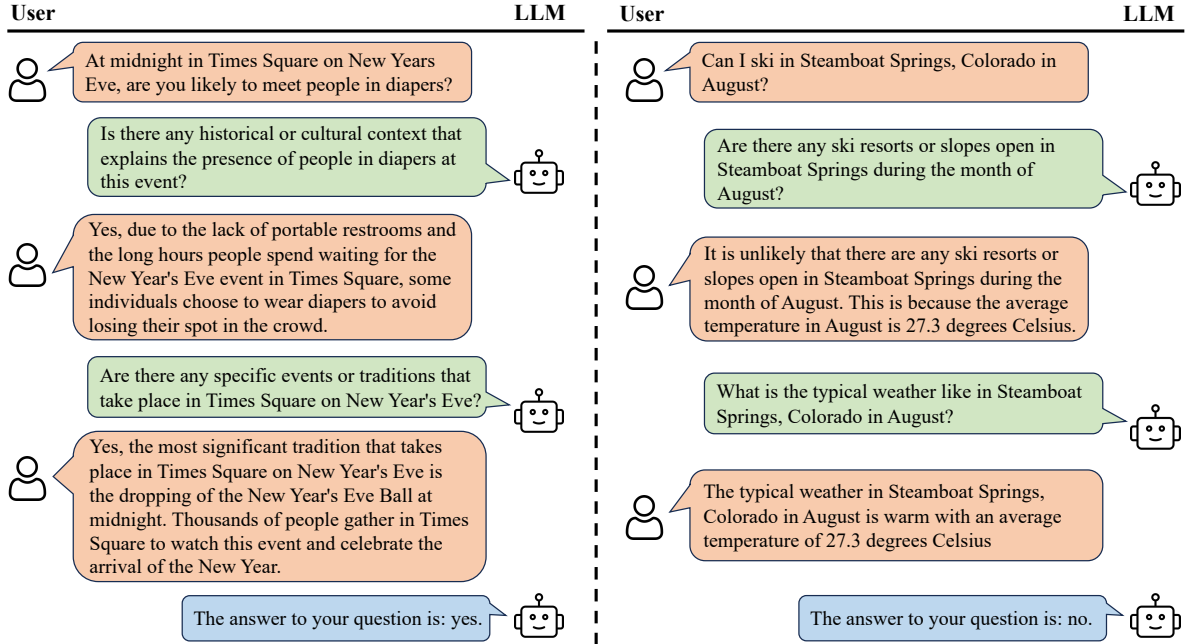 User
LLM
At midnight in Times Square on New Years
Eve, are you likely to meet people in diapers?
Is there any historical or cultural context that
explains the presence of people in diapers at
this event?
Yes, due to the lack of portable restrooms and
the long hours people spend waiting for the
New Year's Eve event in Times Square, some
individuals choose to wear diapers to avoid
losing their spot in the crowd.
Are there any specific events or traditions that
take place in Times Square on New Year's Eve?
Yes, the most significant tradition that takes
place in Times Square on New Year's Eve is
the dropping of the New Year's Eve Ball at
midnight. Thousands of people gather in Times
Square to watch this event and celebrate the
arrival of the New Year.
The answer to your question is: yes.
User
LLM
Can I ski in Steamboat Springs, Colorado in
August?
Are there any ski resorts or slopes open in
Steamboat Springs during the month of
August?
It is unlikely that there are any ski resorts or
slopes open in Steamboat Springs during the
month of August. This is because the average
temperature in August is 27.3 degrees Celsius.
What is the typical weather like in Steamboat
Springs, Colorado in August?
The typical weather in Steamboat Springs,
Colorado in August is warm with an average
temperature of 27.3 degrees Celsius
The answer to your question is: no.